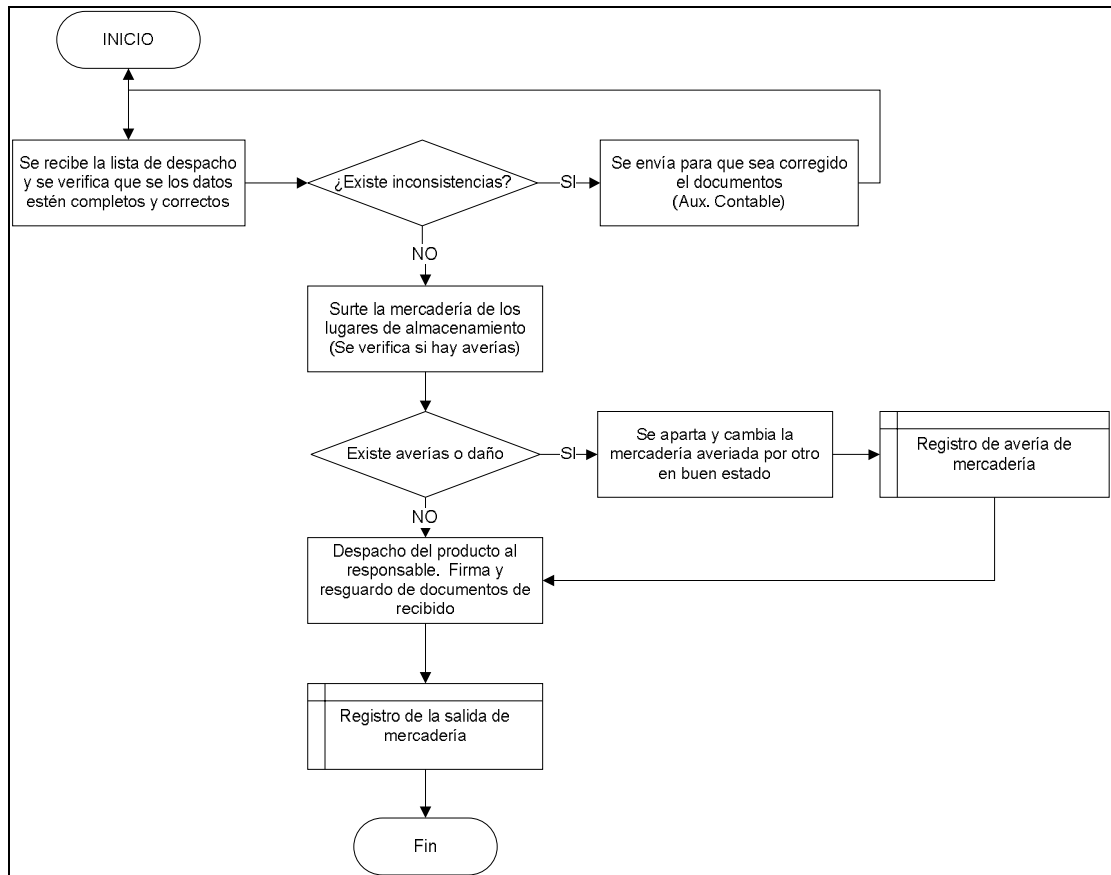 INICIO
Se recibe la lista de despacho
y se verifica que se los datos
estén completos y correctos
¿Existe inconsistencias?
SI
Se envía para que sea corregido
el documentos
(Aux. Contable)
NO
Surte la mercadería de los
lugares de almacenamiento
(Se verifica si hay averías)
Existe averías o daño
SI
Se aparta y cambia la
mercadería averiada por otro
en buen estado
Registro de avería de
mercadería
NO
Despacho del producto al
responsable. Firma y
resguardo de documentos de
recibido
Registro de la salida de
mercadería
Fin